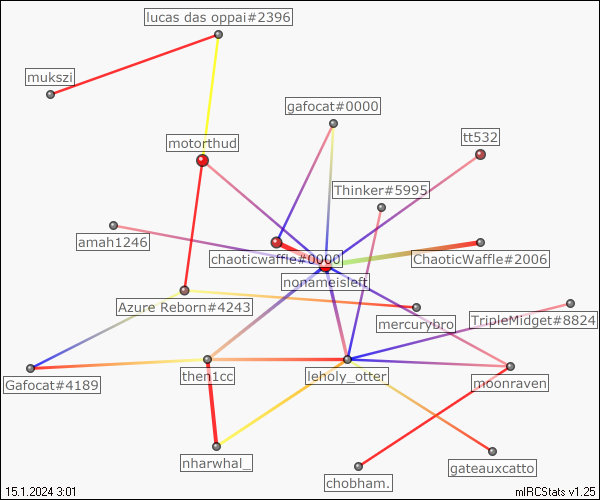 lucas das oppai#2396
mukszi
gafocat#0000
motorthud
tt532
Thinker#5995
amah1246
chaoticwaffle#0000
ChaoticWaffle#2006
nonameisleft
Azure Reborn#4243
mercurybro
TripleMidget#8824
Gafocat#4189
then1cc
leholy_otter
moonraven
nharwhal_
gateauxcatto
chobham.
15.1.2024 3:01
mIRCStats v1.25